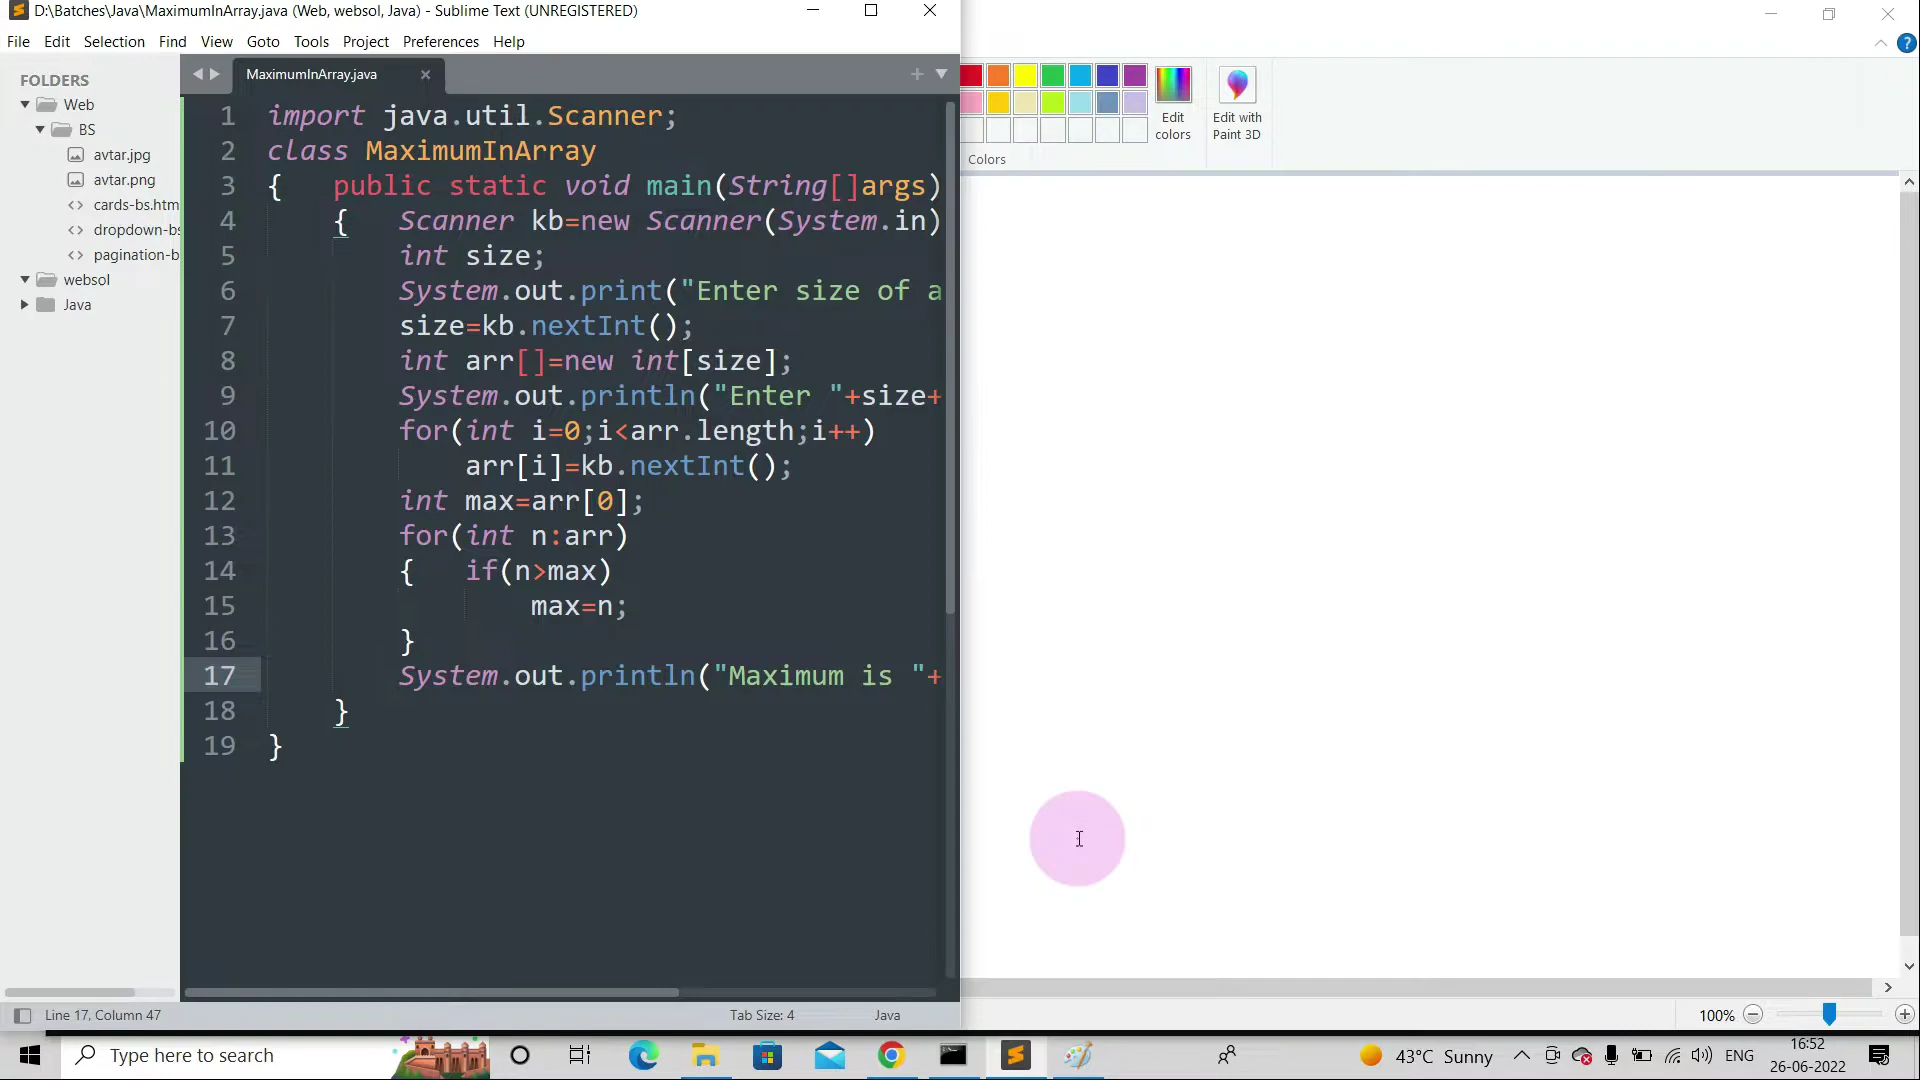 D:\Batches\Java\MaximumInArray.java (Web, websol, Java) - Sublime Text (UNREGISTERED)
File Edit Selection Find View Goto Tools Project Preferences Help
FOLDERS
Web
BS
avtar.jpg
avtar.png
cards-bs.htm
dropdown-bs
pagination-b
websol
Java
MaximumInArray.java
1 import java.util.Scanner;
2 class MaximumInArray
3 { public static void main(String[]args)
4 { Scanner kb=new Scanner(System.in)
5 int size;
6 System.out.print("Enter size of a
7 size=kb.nextInt();
8 int arr[]=new int[size];
9 System.out.println("Enter "+size+
10 for(int i=0;i<arr.length;i++)
11 arr[i]=kb.nextInt();
12 int max=arr[0];
13 for(int n:arr)
14 { if(n>max)
15 max=n;
16 }
17 System.out.println("Maximum is "+
18 }
19 }
Line 17, Column 47
Tab Size: 4
Java
Edit colors
Edit with Paint 3D
Colors
100%
Type here to search
43°C Sunny
ENG
16:52
26-06-2022